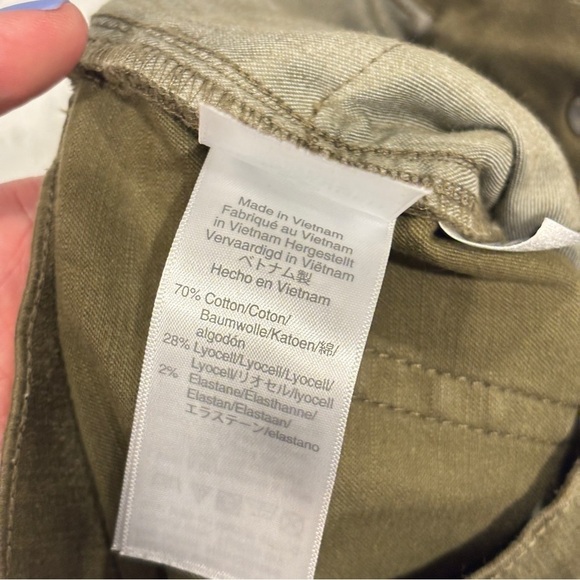 Made in Vietnam
Fabriqué au Vietnam
in Vietnam Hergestellt
Vervaardigd in Viëtnam
ベトナム製
Hecho en Vietnam
70% Cotton/Coton/
Baumwolle/Katoen/綿/
algodón
28% Lyocell/Lyocell/Lyocell/
Lyocell/リオセル/lyocell
2% Elastane/Elasthanne/
Elastan/Elastaan/
エラステーン/elastano